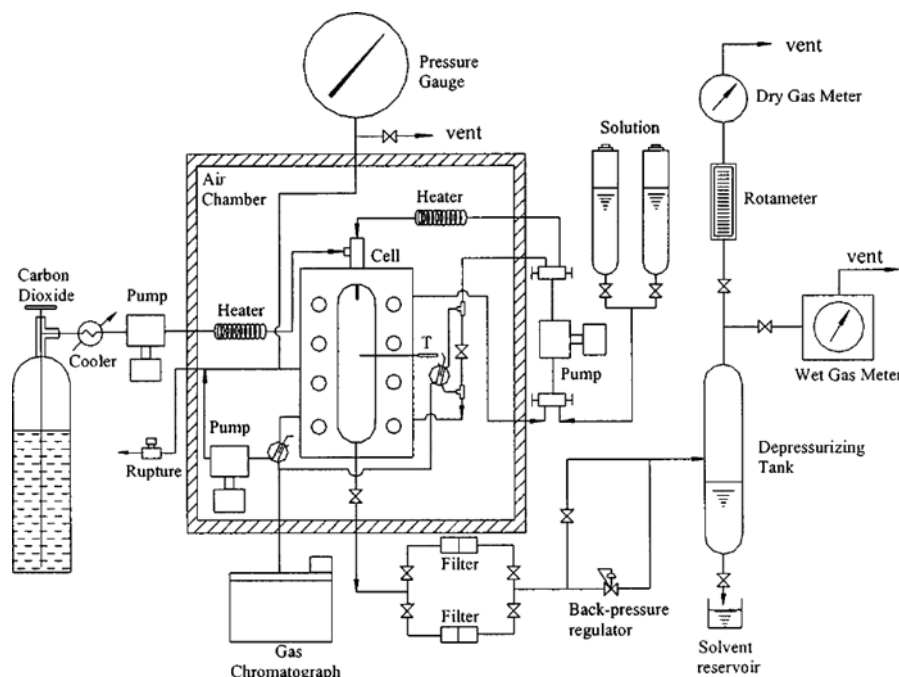 Pressure
Gauge
vent
vent
Dry Gas Meter
Solution
Air
Chamber
Heater
Rotameter
Cell
vent
Carbon
Dioxide
Pump
Heater
Cooler
T
Pump
Wet Gas Meter
Pump
Rupture
Depressurizing
Tank
Filter
Filter
Back-pressure
regulator
Gas
Chromatograph
Solvent
reservoir